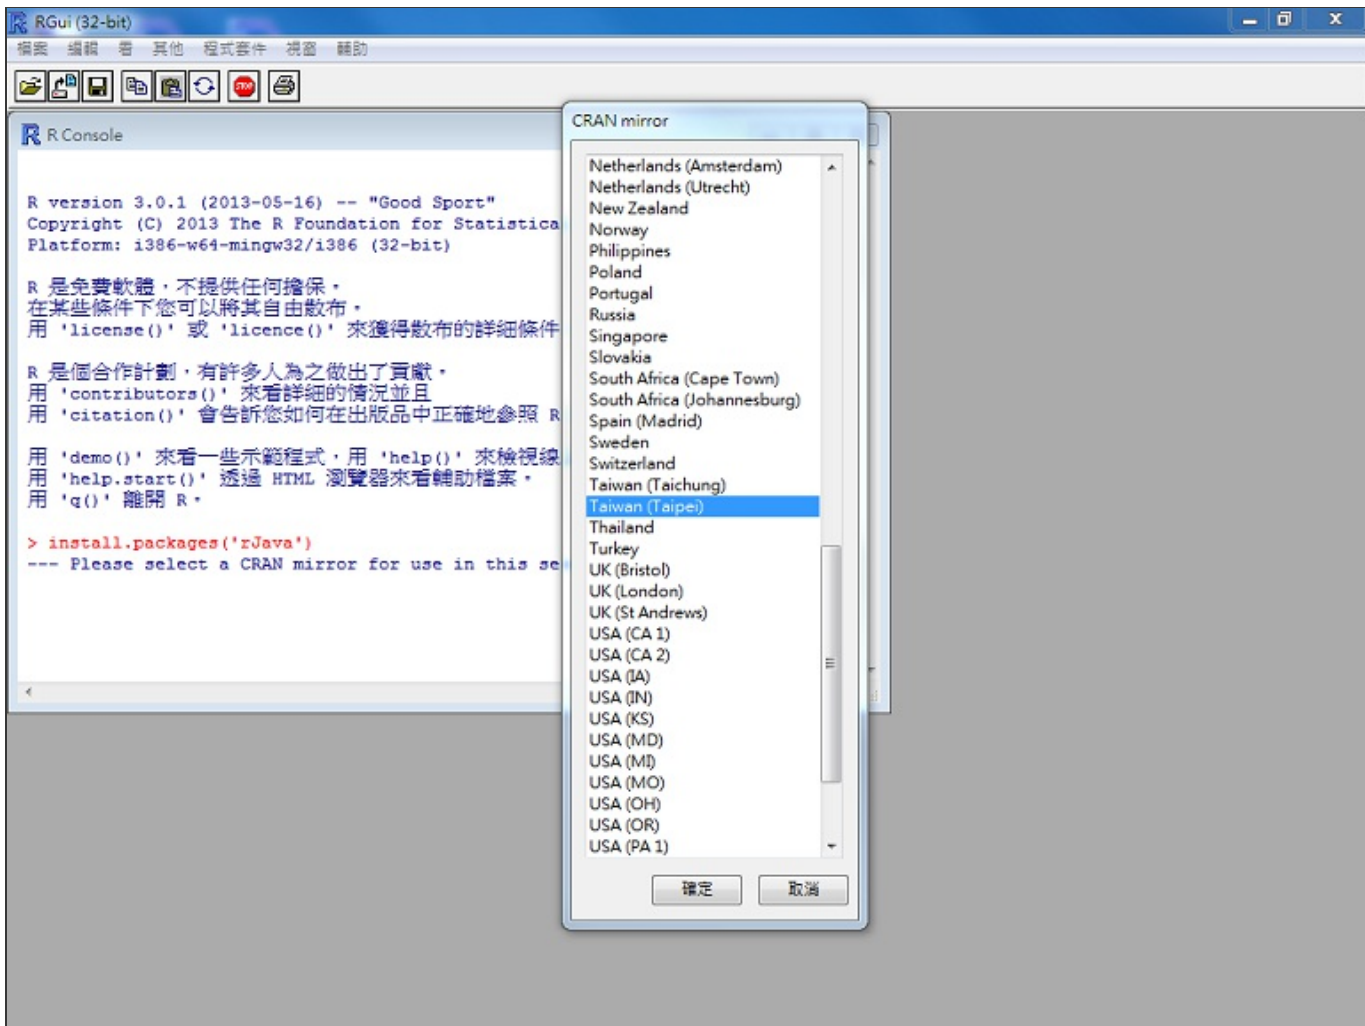 RGui (32-bit)
檔案 編輯 看 其他 程式套件 視窗 輔助
STOP
R Console
R version 3.0.1 (2013-05-16) -- "Good Sport"
Copyright (C) 2013 The R Foundation for Statistica
Platform: i386-w64-mingw32/i386 (32-bit)
R 是免費軟體，不提供任何擔保。
在某些條件下您可以將其自由散布。
用 'license()' 或 'licence()' 來獲得散布的詳細條件
R 是個合作計劃，有許多人為之做出了貢獻。
用 'contributors()' 來看詳細的情況並且
用 'citation()' 會告訴您如何在出版品中正確地參照 R
用 'demo()' 來看一些示範程式，用 'help()' 來檢視線
用 'help.start()' 透過 HTML 瀏覽器來看輔助檔案。
用 'q()' 離開 R。
> install.packages('rJava')
--- Please select a CRAN mirror for use in this se
CRAN mirror
Netherlands (Amsterdam)
Netherlands (Utrecht)
New Zealand
Norway
Philippines
Poland
Portugal
Russia
Singapore
Slovakia
South Africa (Cape Town)
South Africa (Johannesburg)
Spain (Madrid)
Sweden
Switzerland
Taiwan (Taichung)
Taiwan (Taipei)
Thailand
Turkey
UK (Bristol)
UK (London)
UK (St Andrews)
USA (CA 1)
USA (CA 2)
USA (IA)
USA (IN)
USA (KS)
USA (MD)
USA (MI)
USA (MO)
USA (OH)
USA (OR)
USA (PA 1)
確定 取消